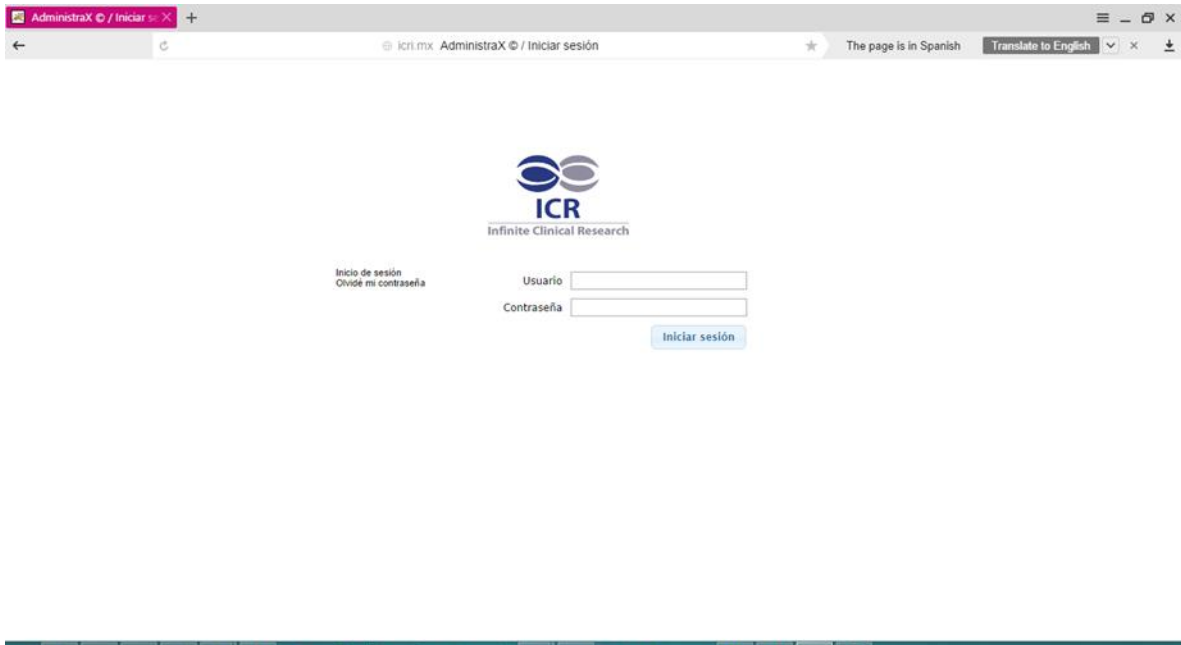 AdministraX © / Iniciar se
icri.mx AdministraX © / Iniciar sesión
The page is in Spanish
Translate to English
ICR
Infinite Clinical Research
Inicio de sesión
Olvidé mi contraseña
Usuario
Contraseña
Iniciar sesión